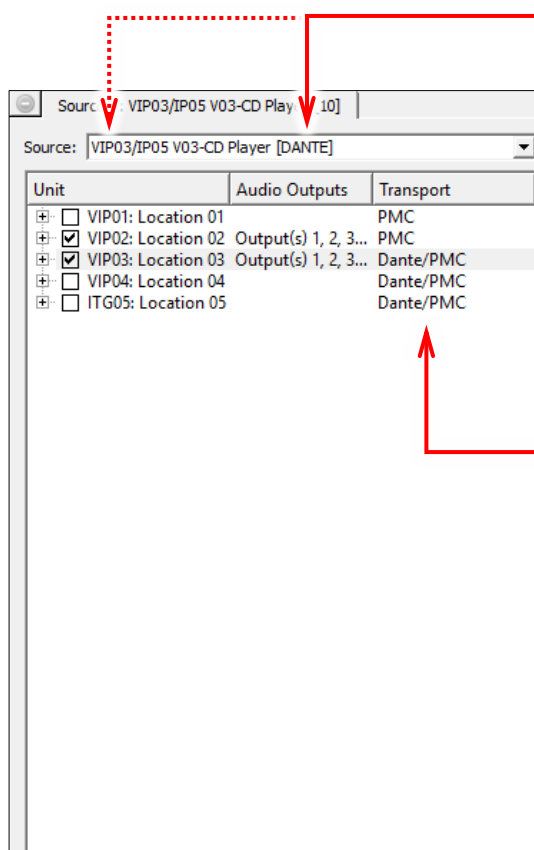 Sourc VIP03/IP05 V03-CD Play 10]
Source: VIP03/IP05 V03-CD Player [DANTE]
Unit Audio Outputs Transport
VIP01: Location 01 PMC
VIP02: Location 02 Output(s) 1, 2, 3... PMC
VIP03: Location 03 Output(s) 1, 2, 3... Dante/PMC
VIP04: Location 04 Dante/PMC
ITG05: Location 05 Dante/PMC